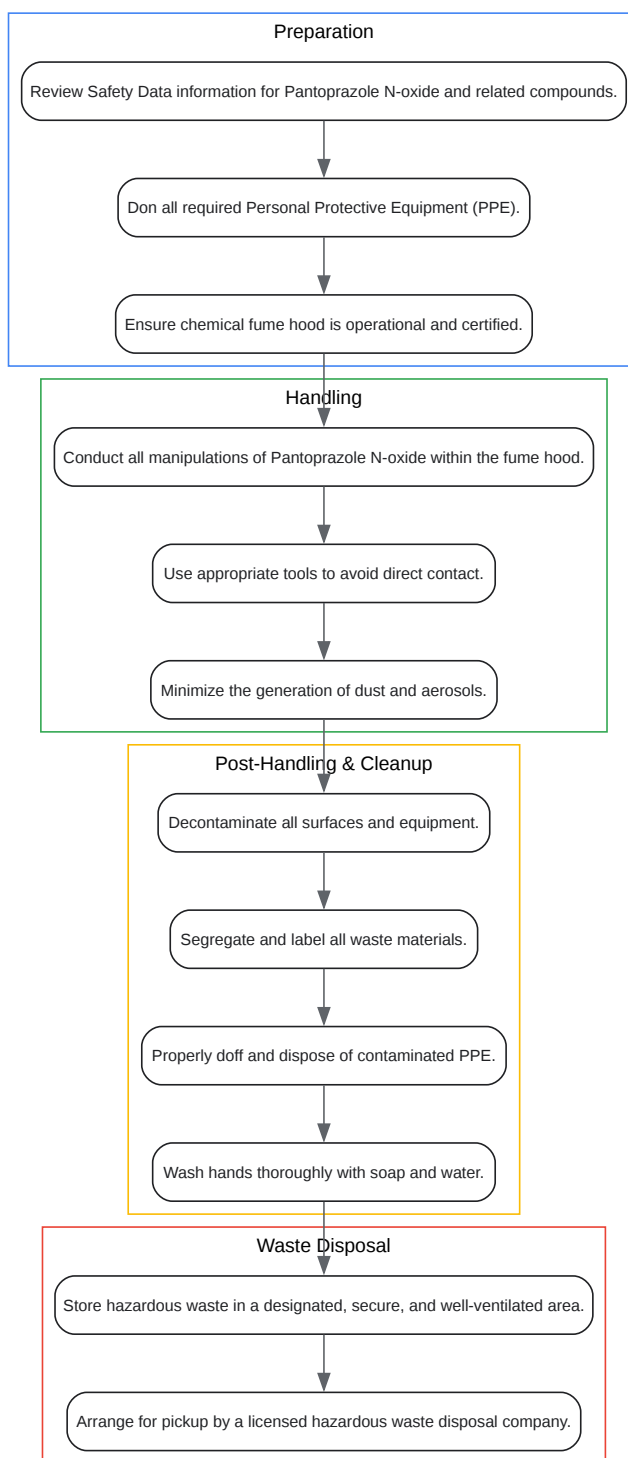 Preparation
Review Safety Data information for Pantoprazole N-oxide and related compounds.
Don all required Personal Protective Equipment (PPE).
Ensure chemical fume hood is operational and certified.
Handling
Conduct all manipulations of Pantoprazole N-oxide within the fume hood.
Use appropriate tools to avoid direct contact.
Minimize the generation of dust and aerosols.
Post-Handling & Cleanup
Decontaminate all surfaces and equipment.
Segregate and label all waste materials.
Properly doff and dispose of contaminated PPE.
Wash hands thoroughly with soap and water.
Waste Disposal
Store hazardous waste in a designated, secure, and well-ventilated area.
Arrange for pickup by a licensed hazardous waste disposal company.